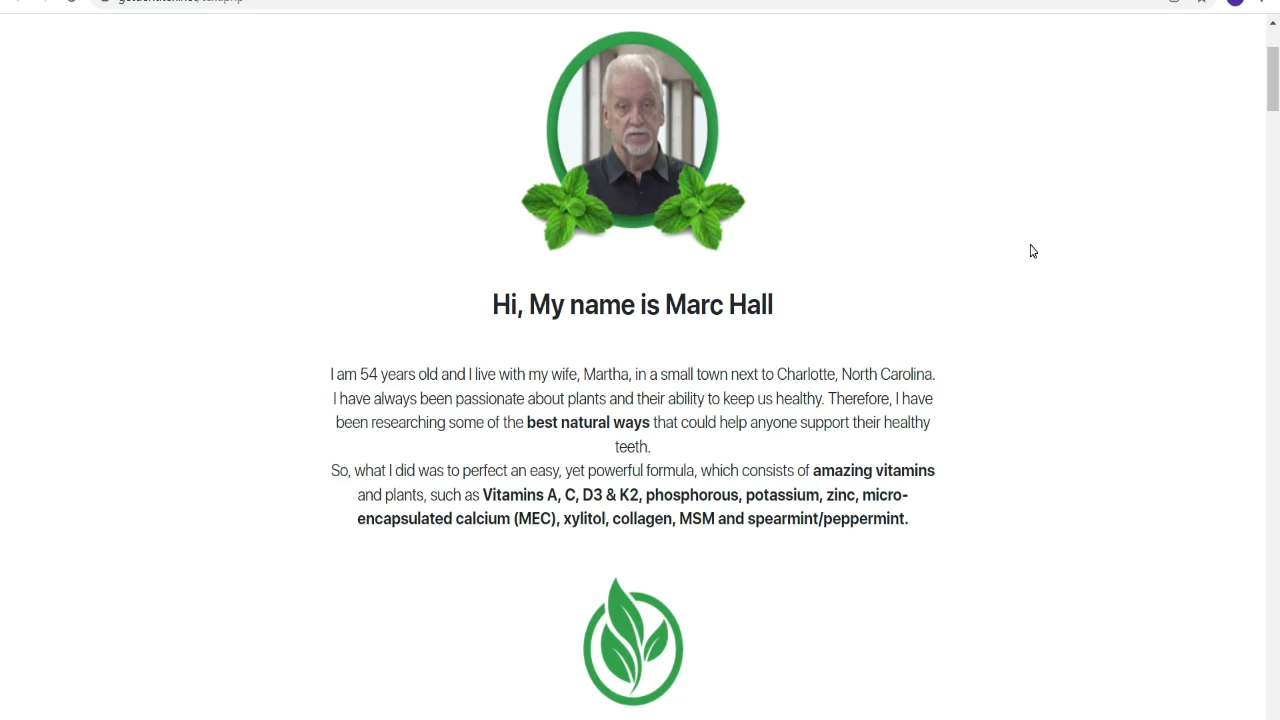 Hi, My name is Marc Hall
I am 54 years old and I live with my wife, Martha, in a small town next to Charlotte, North Carolina.
I have always been passionate about plants and their ability to keep us healthy. Therefore, I have
been researching some of the best natural ways that could help anyone support their healthy
teeth.
So, what I did was to perfect an easy, yet powerful formula, which consists of amazing vitamins
and plants, such as Vitamins A, C, D3 & K2, phosphorous, potassium, zinc, micro-
encapsulated calcium (MEC), xylitol, collagen, MSM and spearmint/peppermint.